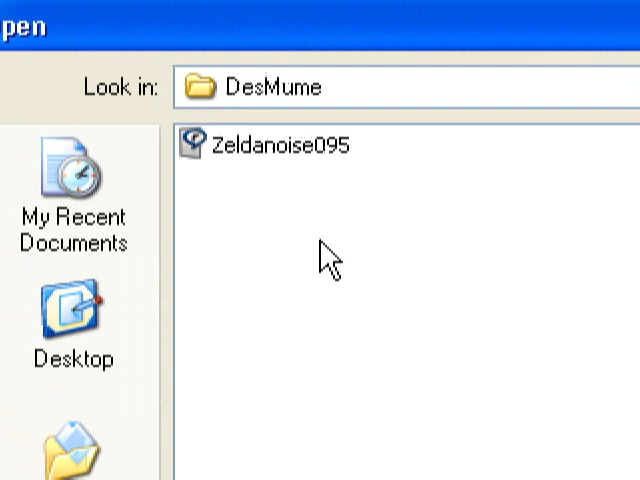 pen
Look in:
DesMume
Zeldanoise095
My Recent
Documents
Desktop